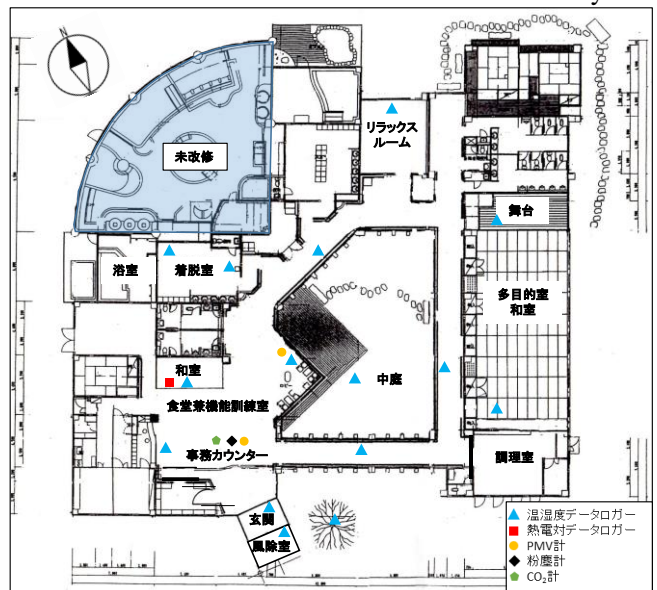 y
N
未改修
リラックス
ルーム
舞台
浴室
着脱室
多目的室
和室
和室
中庭
食堂兼機能訓練室
事務カウンター
調理室
玄関
風除室
温湿度データロガー
熱電対データロガー
PMV計
粉塵計
CO₂計